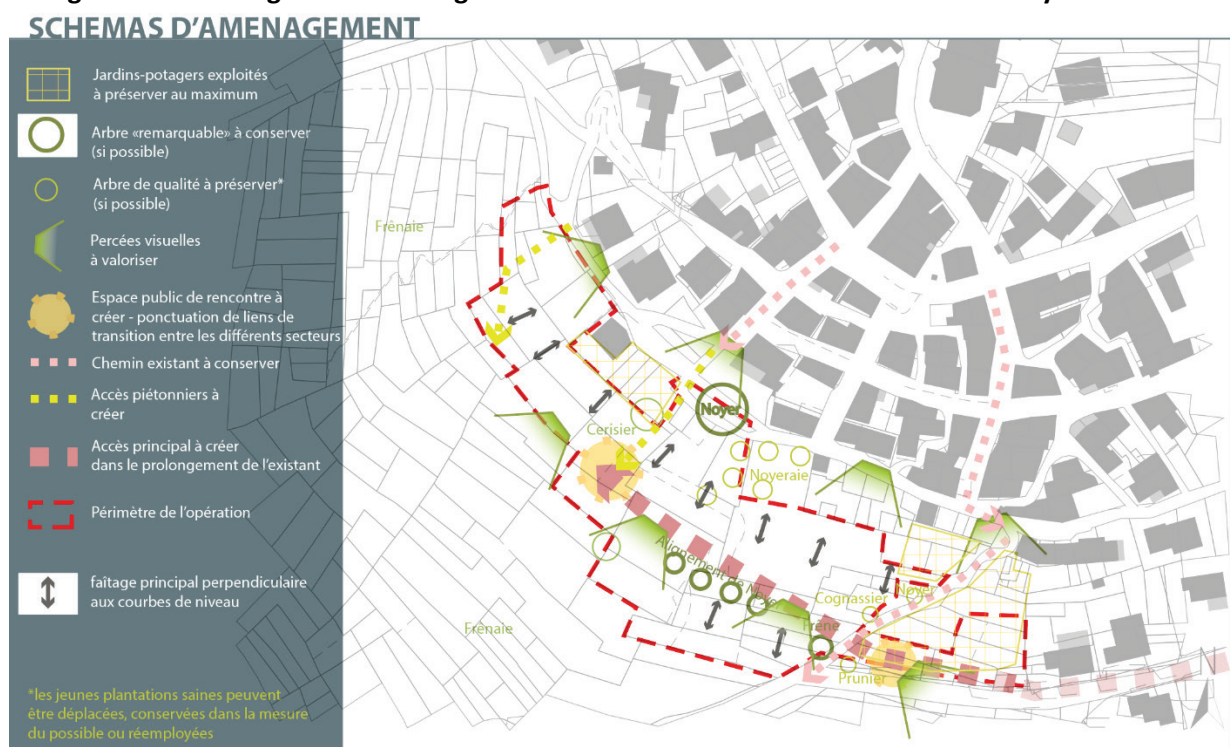 SCHEMAS D'AMENAGEMENT
Jardins-potagers exploités
à préserver au maximum
Arbre «remarquable» à conserver
(si possible)
Arbre de qualité à préserver*
(si possible)
Percées visuelles
à valoriser
Espace public de rencontre à
créer - ponctuation de liens de
transition entre les différents secteurs
Chemin existant à conserver
Accès piétonniers à
créer
Accès principal à créer
dans le prolongement de l'existant
Périmètre de l'opération
faitage principal perpendiculaire
aux courbes de niveau
*les jeunes plantations saines peuvent
être déplacées, conservées dans la mesure
du possible ou réemployées
Frênaie
Noyer
Cerisier
Noyeraie
Alignement de
Cognassier
Noyer
Frêne
Frênaie
Prunier